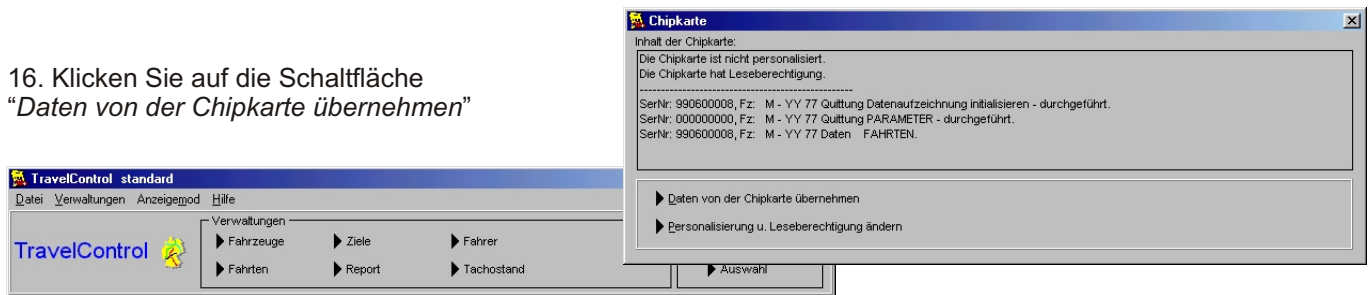 16. Klicken Sie auf die Schaltfläche
“Daten von der Chipkarte übernehmen”
Chipkarte
Inhalt der Chipkarte:
Die Chipkarte ist nicht personalisiert.
Die Chipkarte hat Leseberechtigung.
--------------------------------------------------
SerNr: 990600008, Fz: M - YY 77 Quittung Datenaufzeichnung initialisieren - durchgeführt.
SerNr: 000000000, Fz: M - YY 77 Quittung PARAMETER - durchgeführt.
SerNr: 990600008, Fz: M - YY 77 Daten FAHRTEN.
Daten von der Chipkarte übernehmen
Personalisierung u. Leseberechtigung ändern
TravelControl standard
Datei Verwaltungen Anzeigemod Hilfe
TravelControl
Verwaltungen
Fahrzeuge Ziele Fahrer
Fahrten Report Tachostand Auswahl